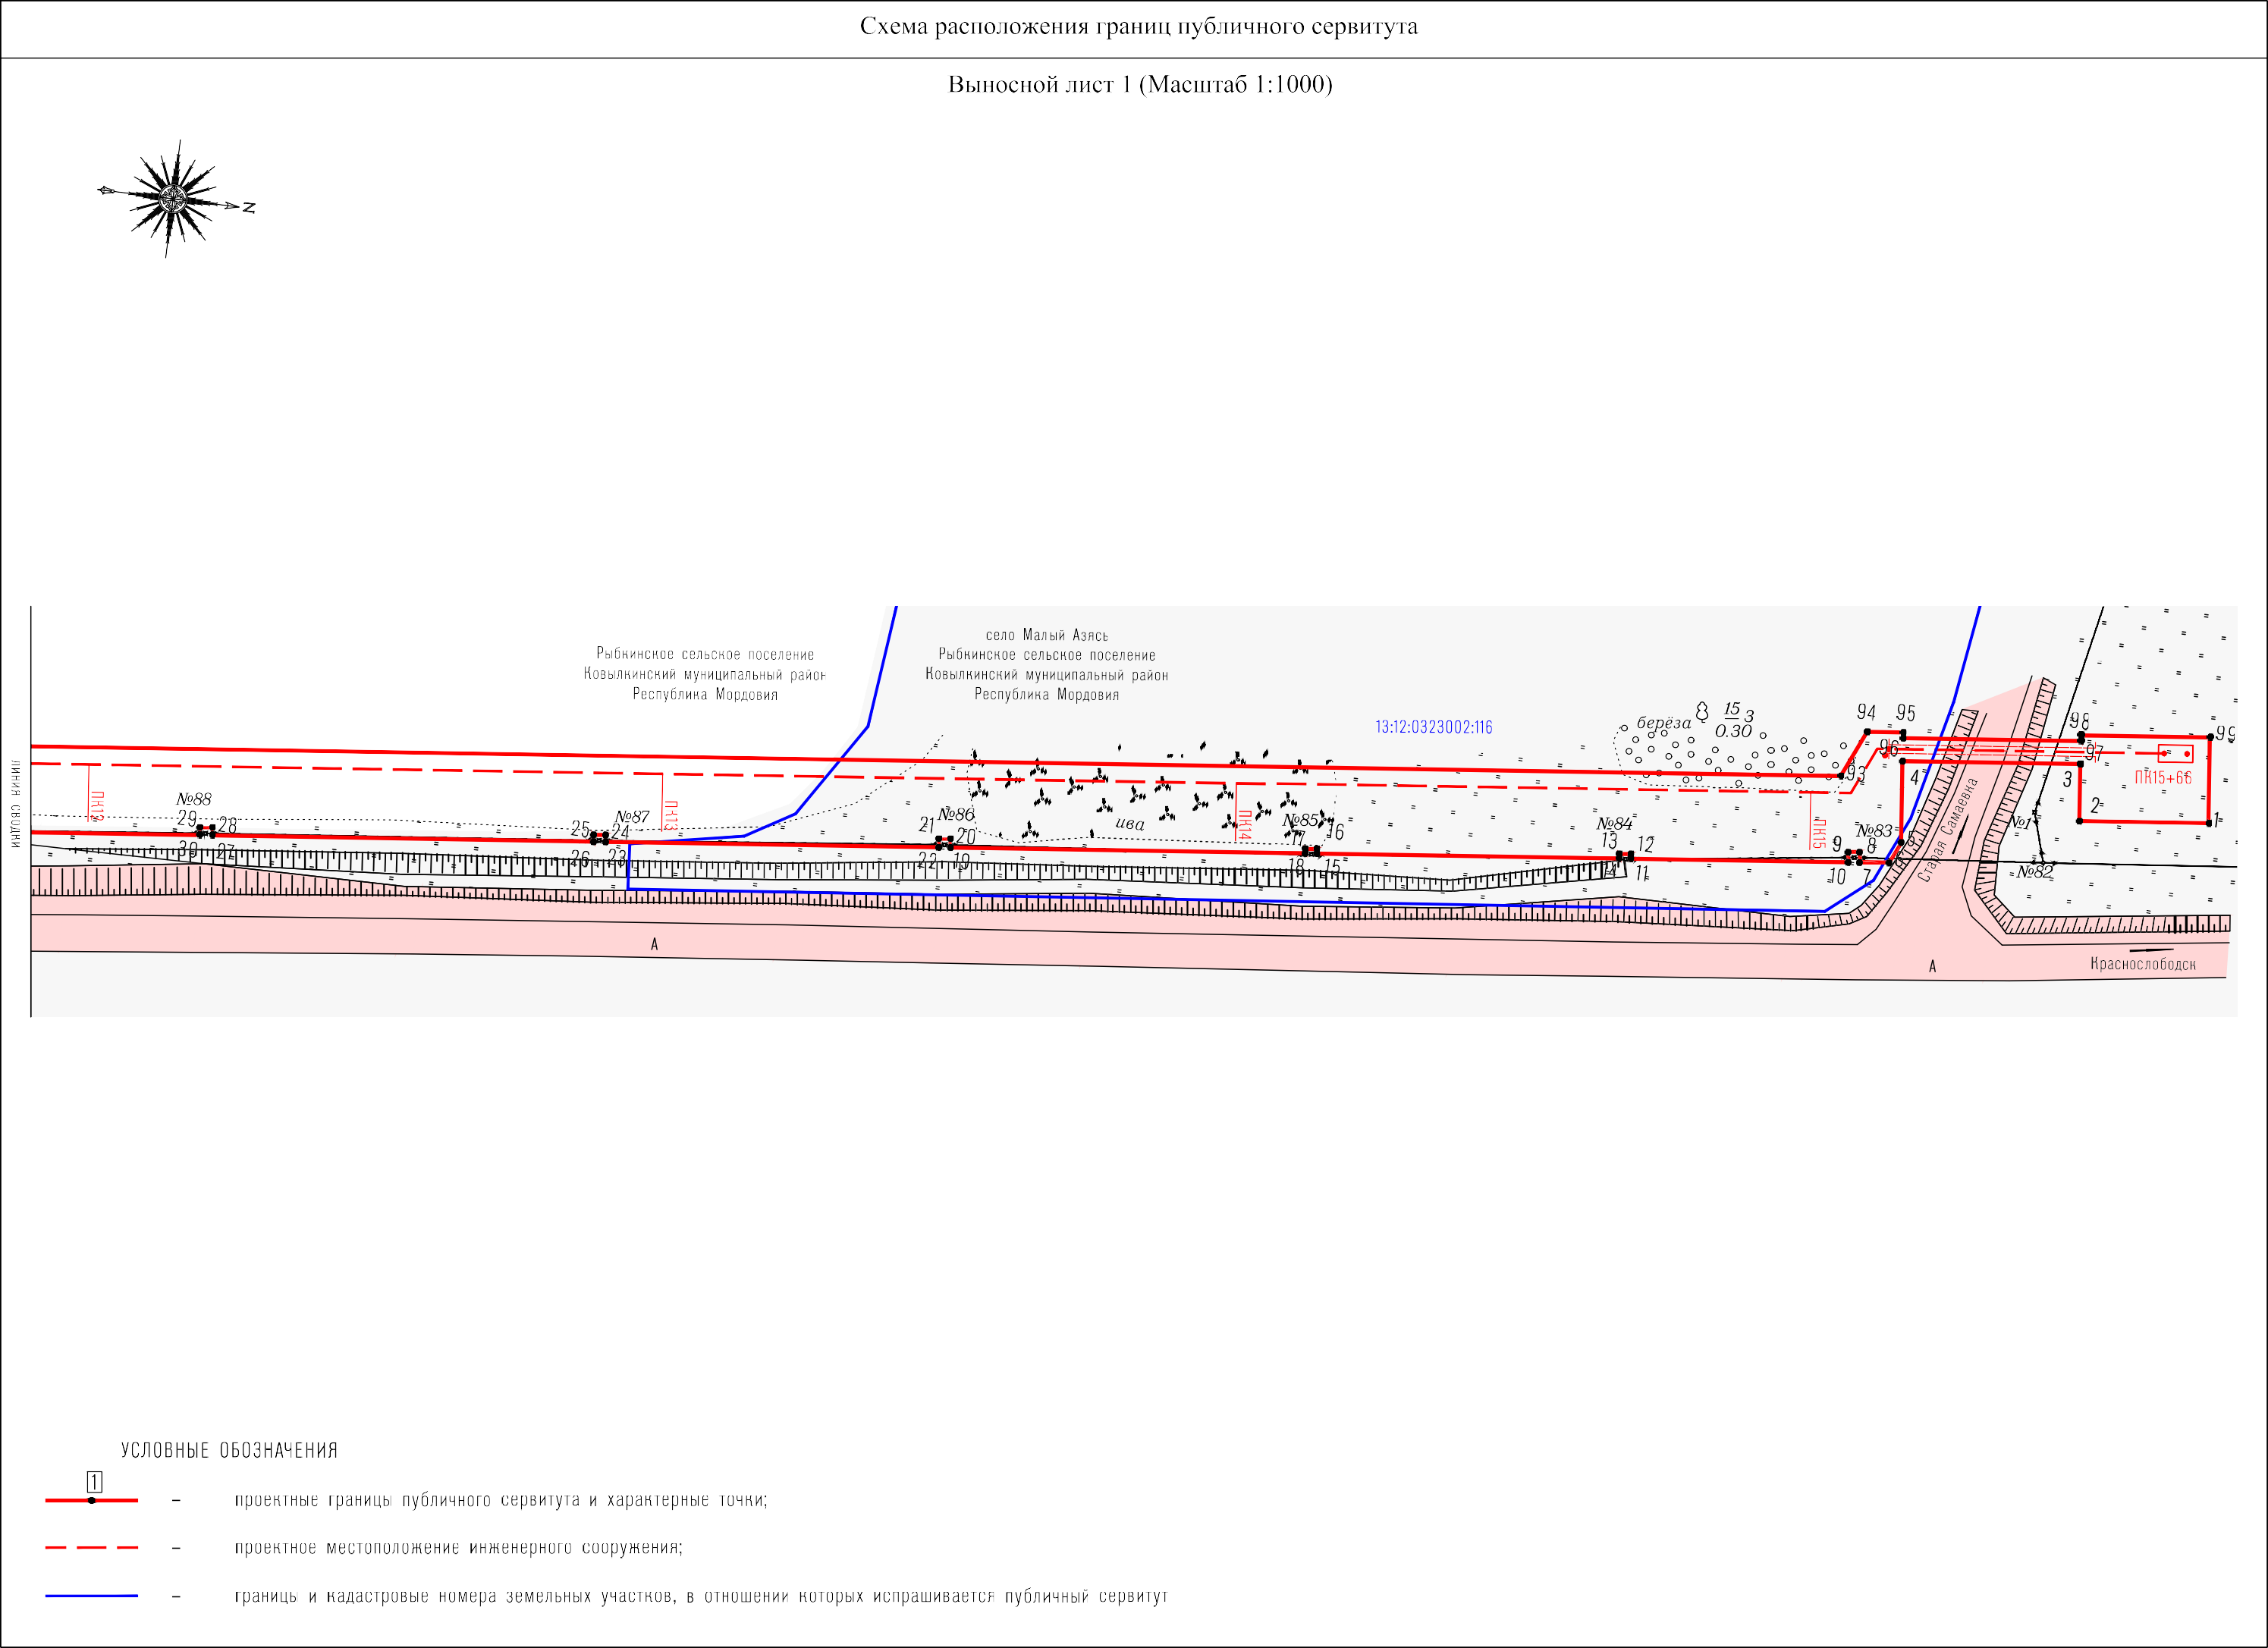 Схема расположения границ публичного сервитута
Выносной лист 1 (Масштаб 1:1000)
N
село Малый Азясь
Рыбкинское сельское поселение
Ковылкинский муниципальный район
Республика Мордовия
Рыбкинское сельское поселение
Ковылкинский муниципальный район
Республика Мордовия
13:12:0323002:116
берёза
15
0.30
3
94
95
98
99
96
97
93
4
3
ПК15+66
2
1
линия сводки
ПК12
№88
29
28
30
27
25
№87
24
26
23
ПК13
21
№86
20
22
19
ива
ПК14
№85
17
16
18
15
№84
13
12
14
11
ПК15
№83
9
8
5
10
7
6
Старая Самаевка
№1
№82
А
А
Краснослободск
УСЛОВНЫЕ ОБОЗНАЧЕНИЯ
1
– проектные границы публичного сервитута и характерные точки;
– проектное местоположение инженерного сооружения;
– границы и кадастровые номера земельных участков, в отношении которых испрашивается публичный сервитут